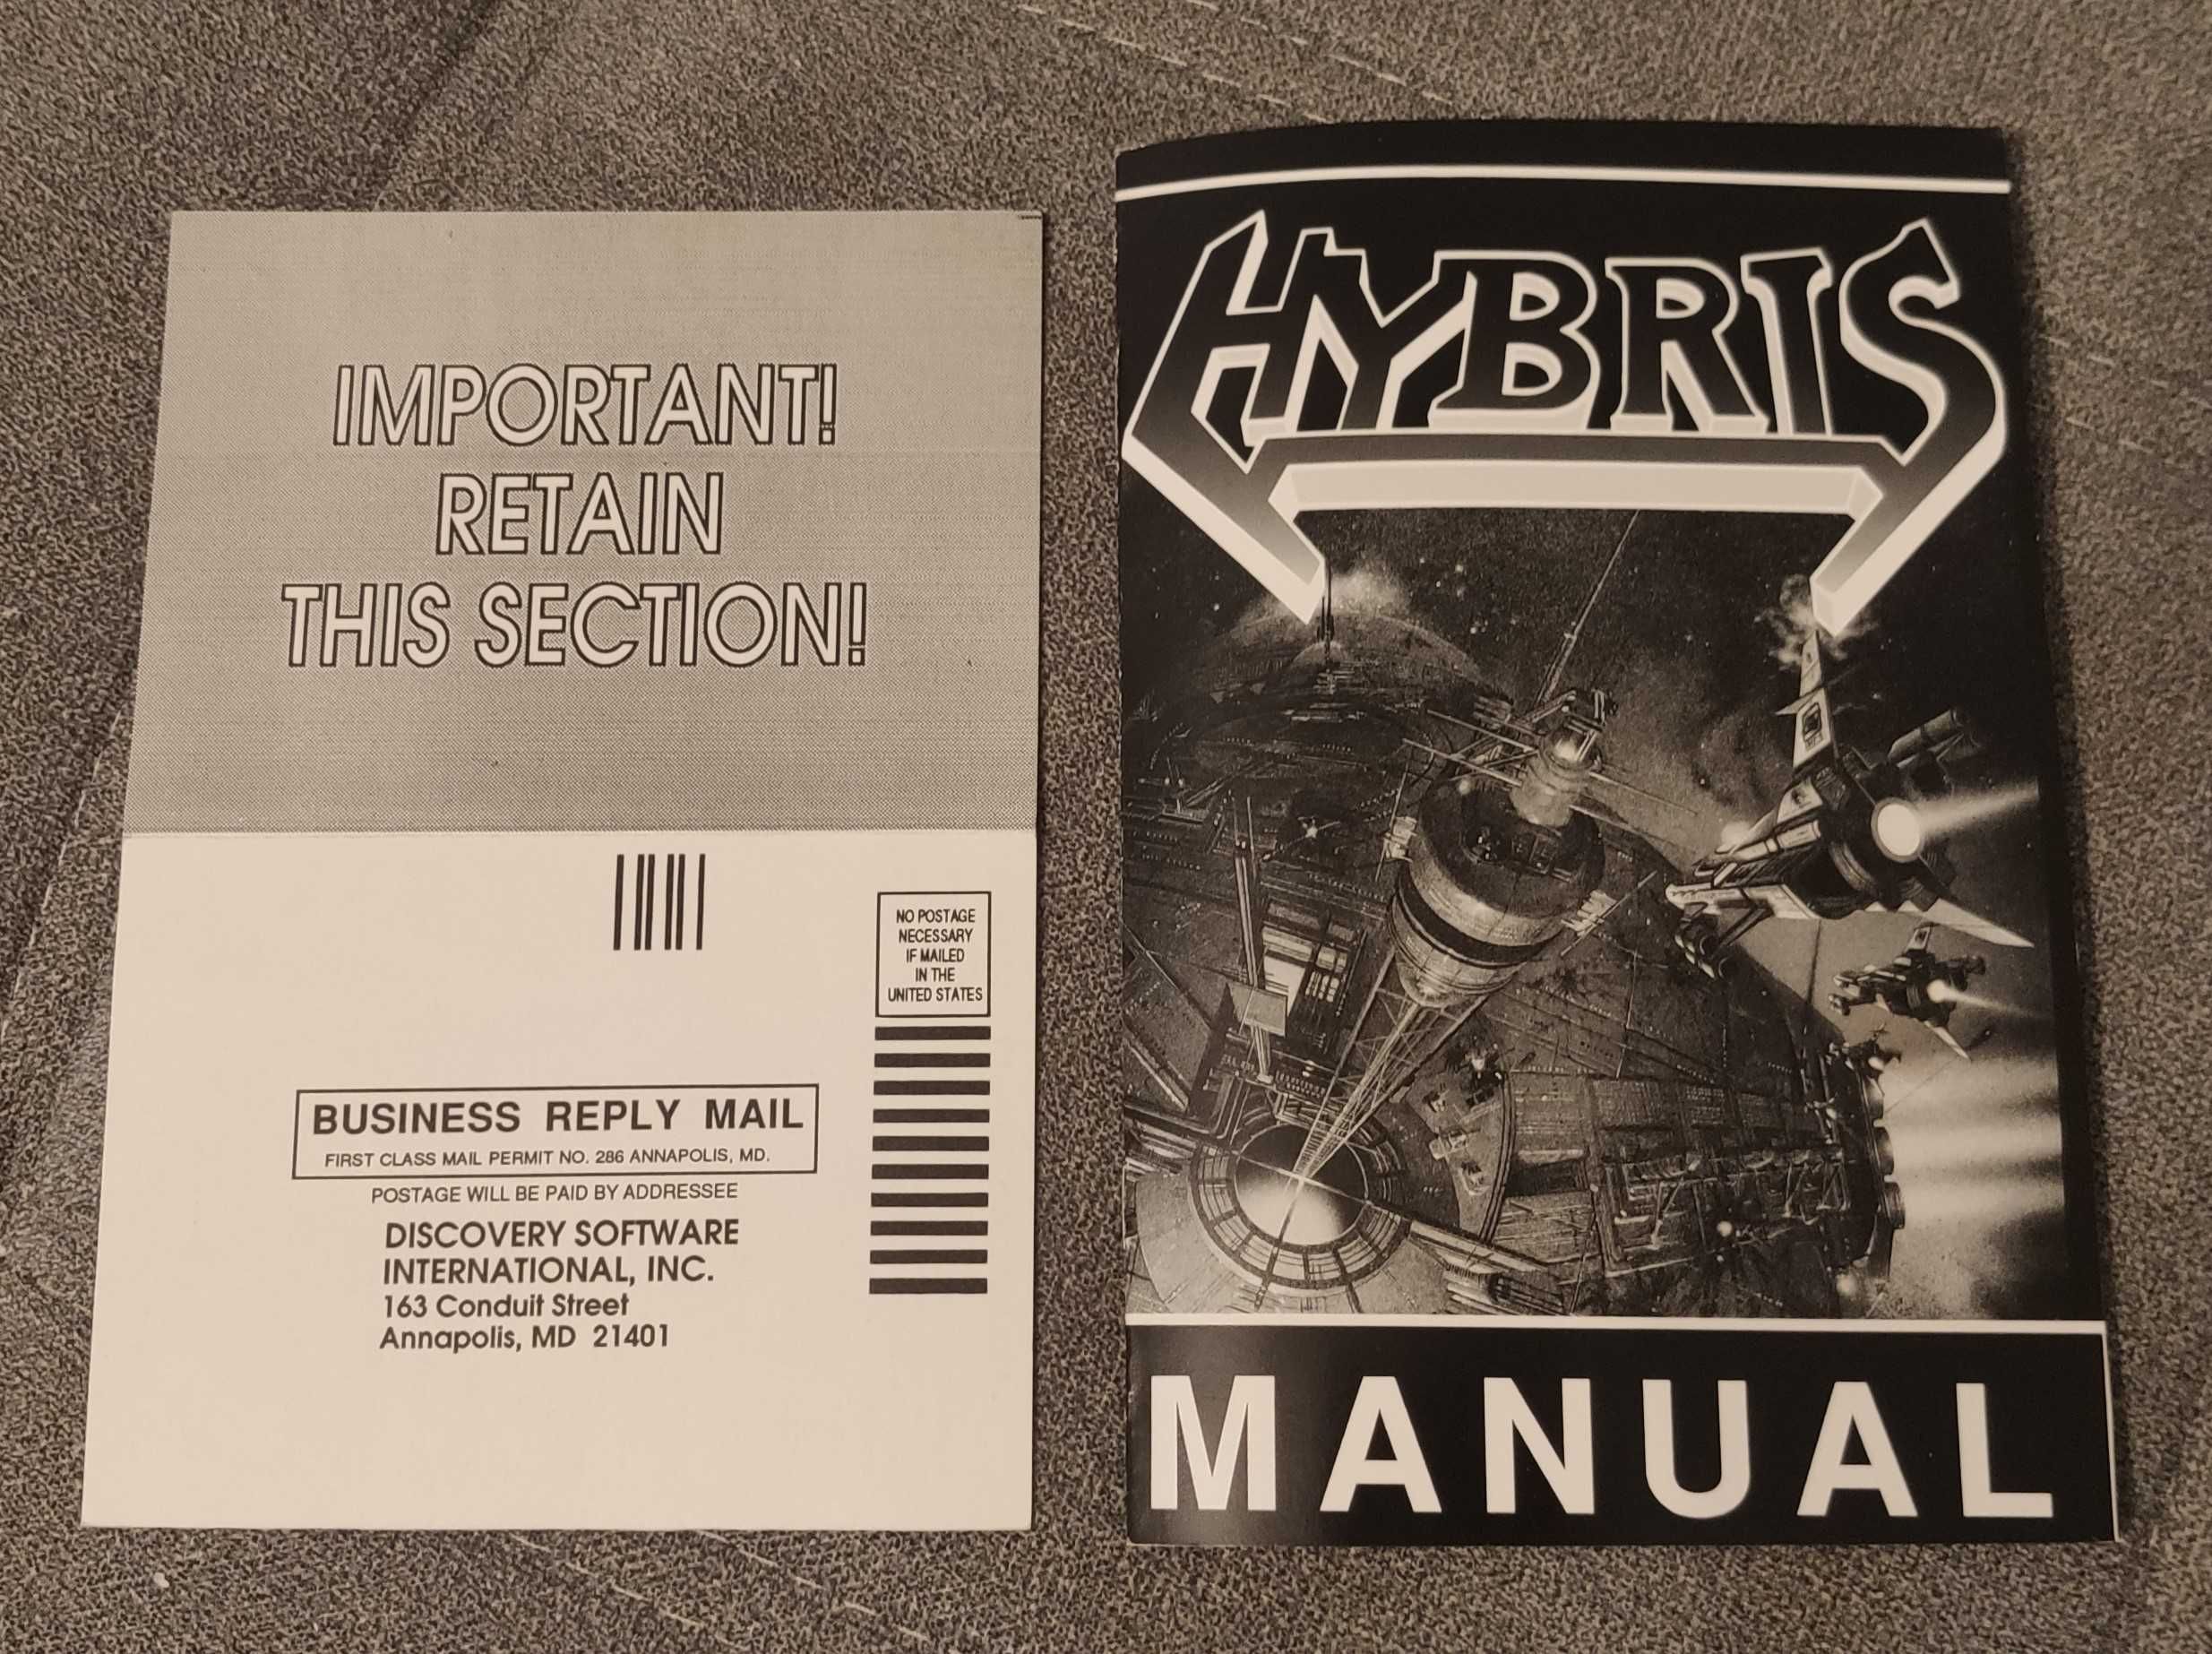 IMPORTANT!
RETAIN
THIS SECTION!
NO POSTAGE
NECESSARY
IF MAILED
IN THE
UNITED STATES
BUSINESS REPLY MAIL
FIRST CLASS MAIL PERMIT NO. 286 ANNAPOLIS, MD.
POSTAGE WILL BE PAID BY ADDRESSEE
DISCOVERY SOFTWARE
INTERNATIONAL, INC.
163 Conduit Street
Annapolis, MD 21401
HYBRIS
MANUAL